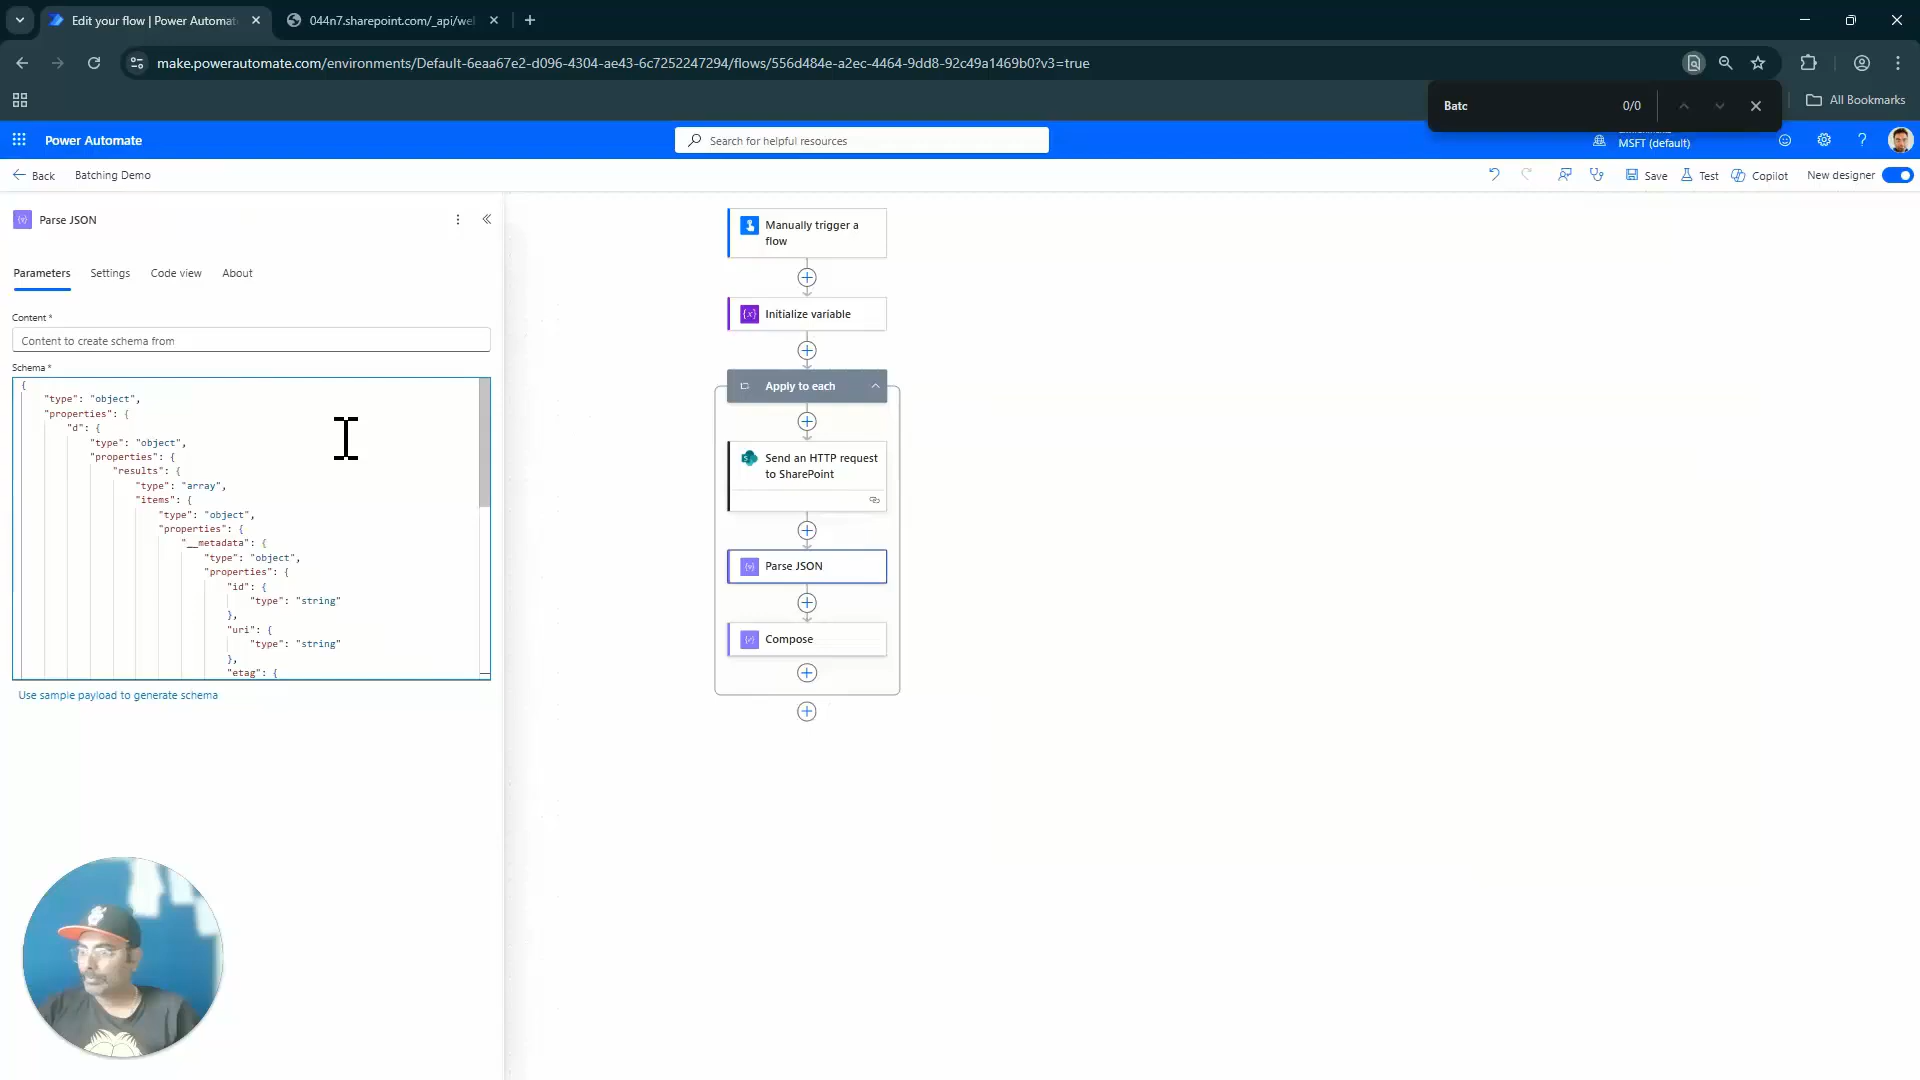 Edit your flow | Power Automat
044n7.sharepoint.com/_api/we
make.powerautomate.com/environments/Default-6eaa67e2-d096-4304-ae43-6c7252247294/flows/556d484e-a2ec-4464-9dd8-92c49a1469b0?v3=true
Batc
0/0
All Bookmarks
Power Automate
Search for helpful resources
MSFT (default)
Back
Batching Demo
Save
Test
Copilot
New designer
Parse JSON
Parameters
Settings
Code view
About
Content *
Content to create schema from
Schema *
{
"type": "object",
"properties": {
"d": {
"type": "object",
"properties": {
"results": {
"type": "array",
"items": {
"type": "object",
"properties": {
"__metadata": {
"type": "object",
"properties": {
"id": {
"type": "string"
},
"uri": {
"type": "string"
},
"etag": {
Use sample payload to generate schema
Manually trigger a
flow
Initialize variable
Apply to each
Send an HTTP request
to SharePoint
Parse JSON
Compose